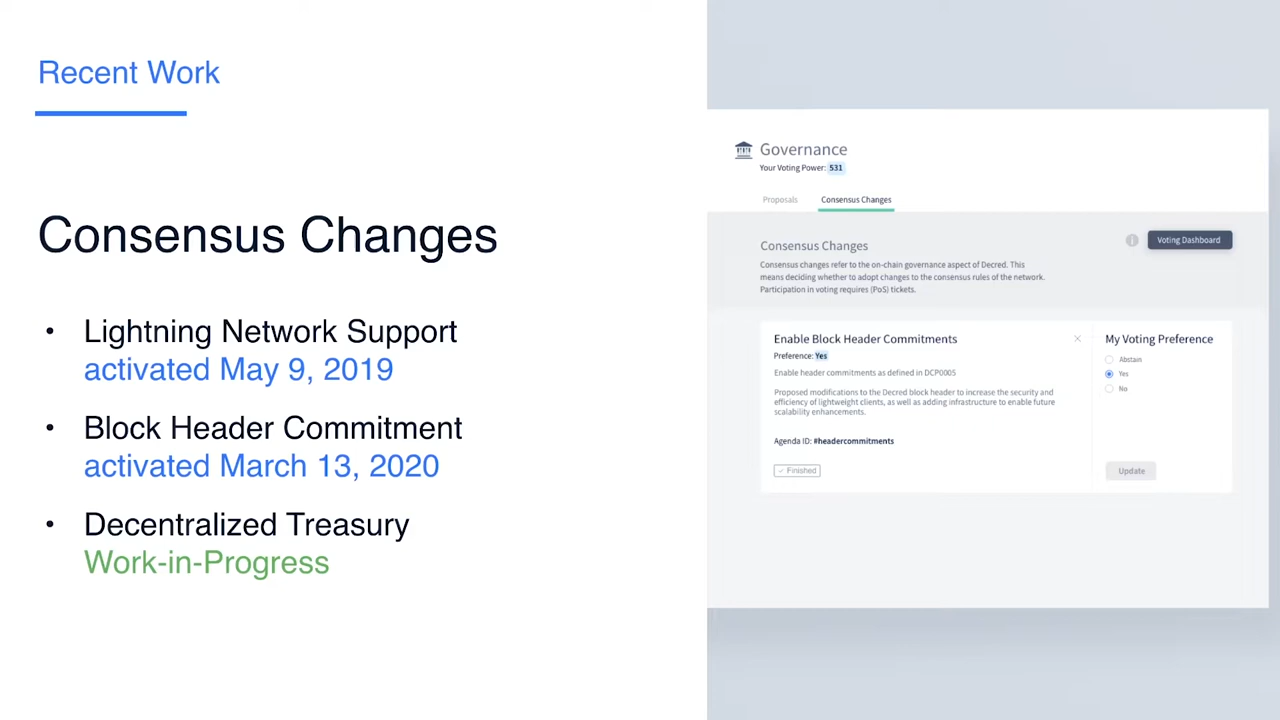 Recent Work
Consensus Changes
• Lightning Network Support
activated May 9, 2019
• Block Header Commitment
activated March 13, 2020
• Decentralized Treasury
Work-in-Progress
Governance
Your Voting Power: 531
Proposals
Consensus Changes
Consensus Changes
Voting Dashboard
Consensus changes refer to the on-chain governance aspect of Decred. This
means deciding whether to adopt changes to the consensus rules of the network.
Participation in voting requires (PoS) tickets.
Enable Block Header Commitments
Preference: Yes
Enable header commitments as defined in DCP0005
Proposed modifications to the Decred block header to increase the security and
efficiency of lightweight clients, as well as adding infrastructure to enable future
scalability enhancements.
Agenda ID: #headercommitments
✓ Finished
My Voting Preference
Abstain
Yes
No
Update